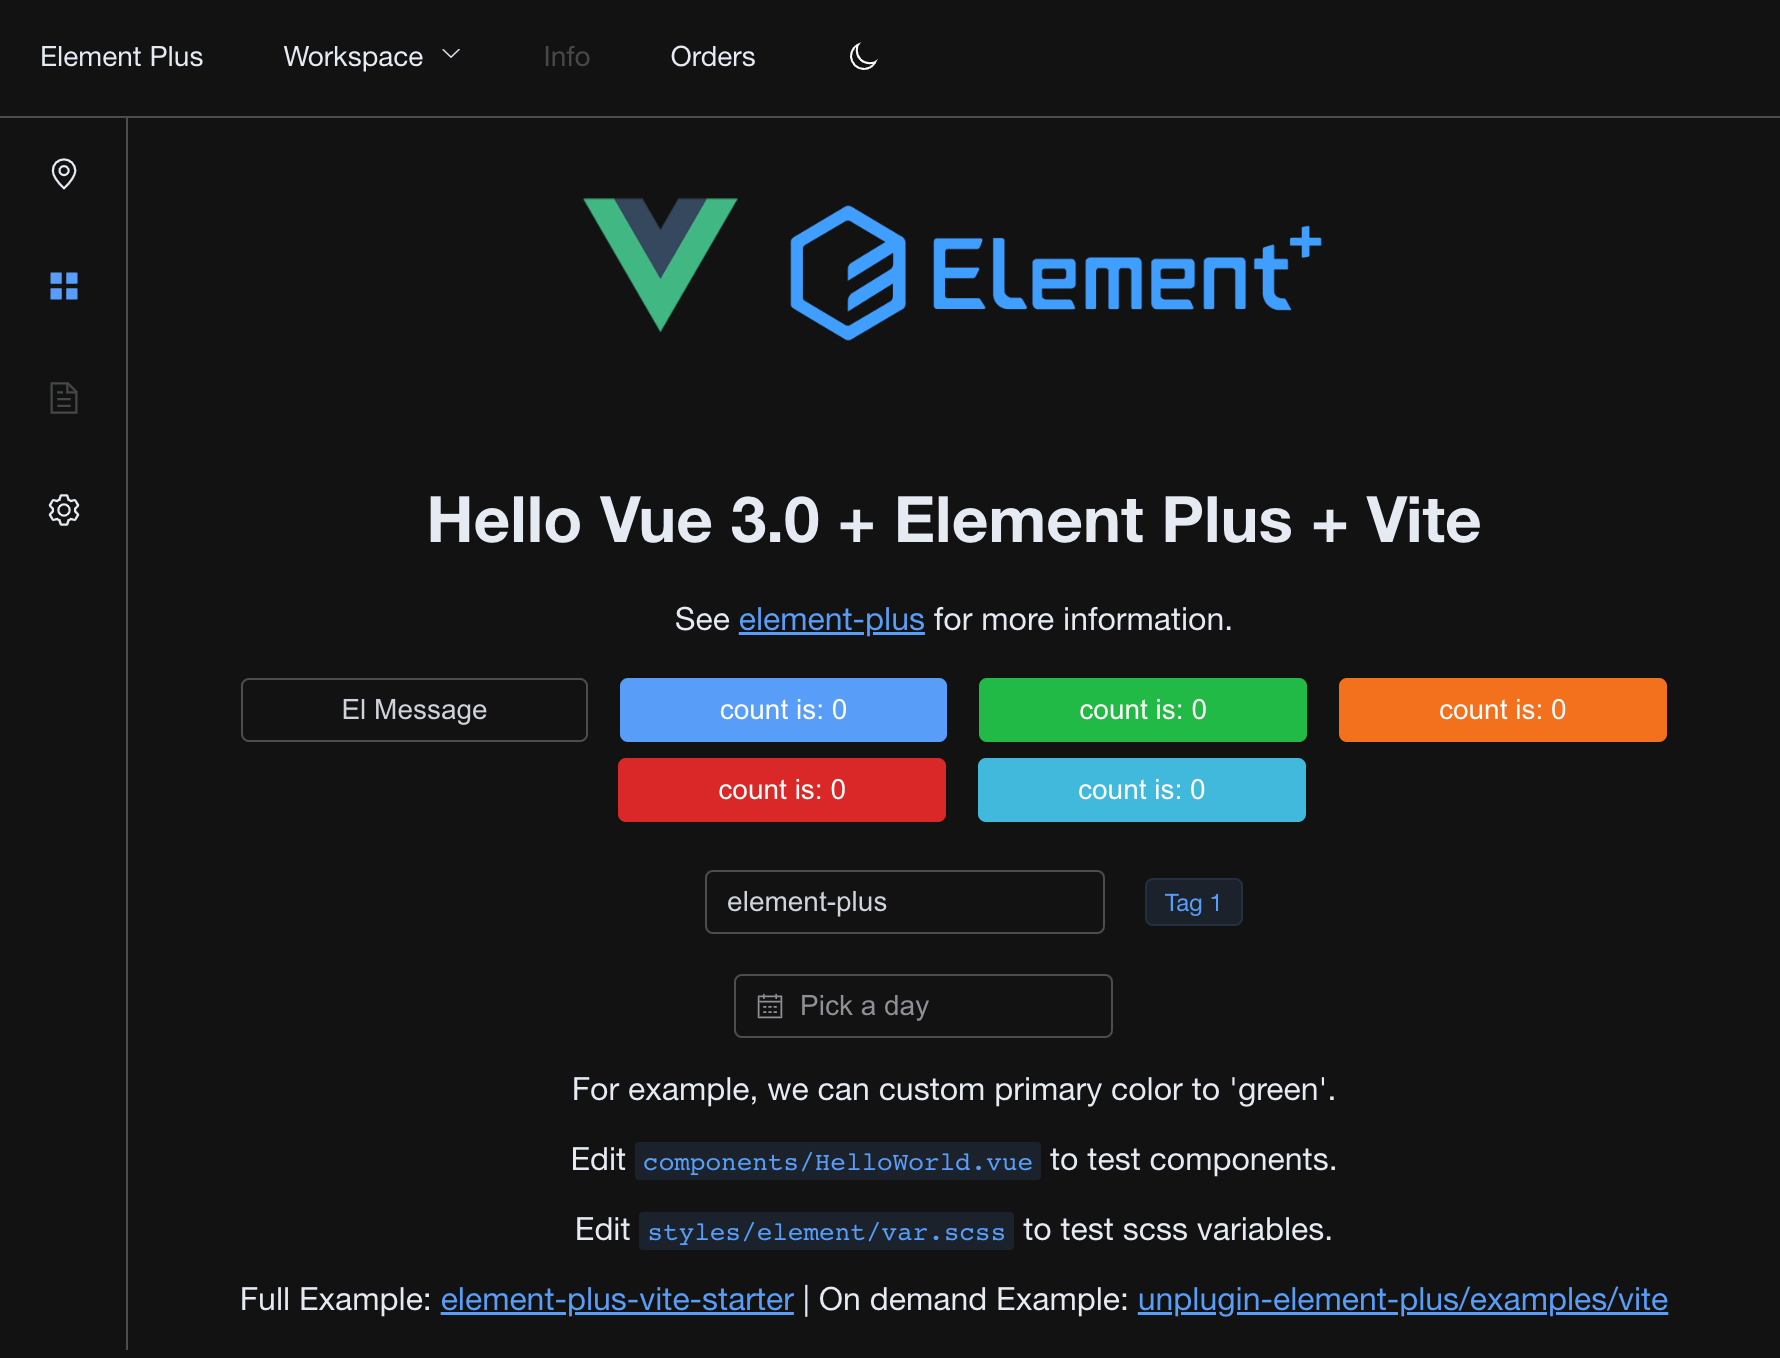 Element Plus Workspace Info Orders
Element+
Hello Vue 3.0 + Element Plus + Vite
See element-plus for more information.
El Message count is: 0 count is: 0 count is: 0
count is: 0 count is: 0
element-plus Tag 1
Pick a day
For example, we can custom primary color to 'green'.
Edit components/HelloWorld.vue to test components.
Edit styles/element/var.scss to test scss variables.
Full Example: element-plus-vite-starter | On demand Example: unplugin-element-plus/examples/vite